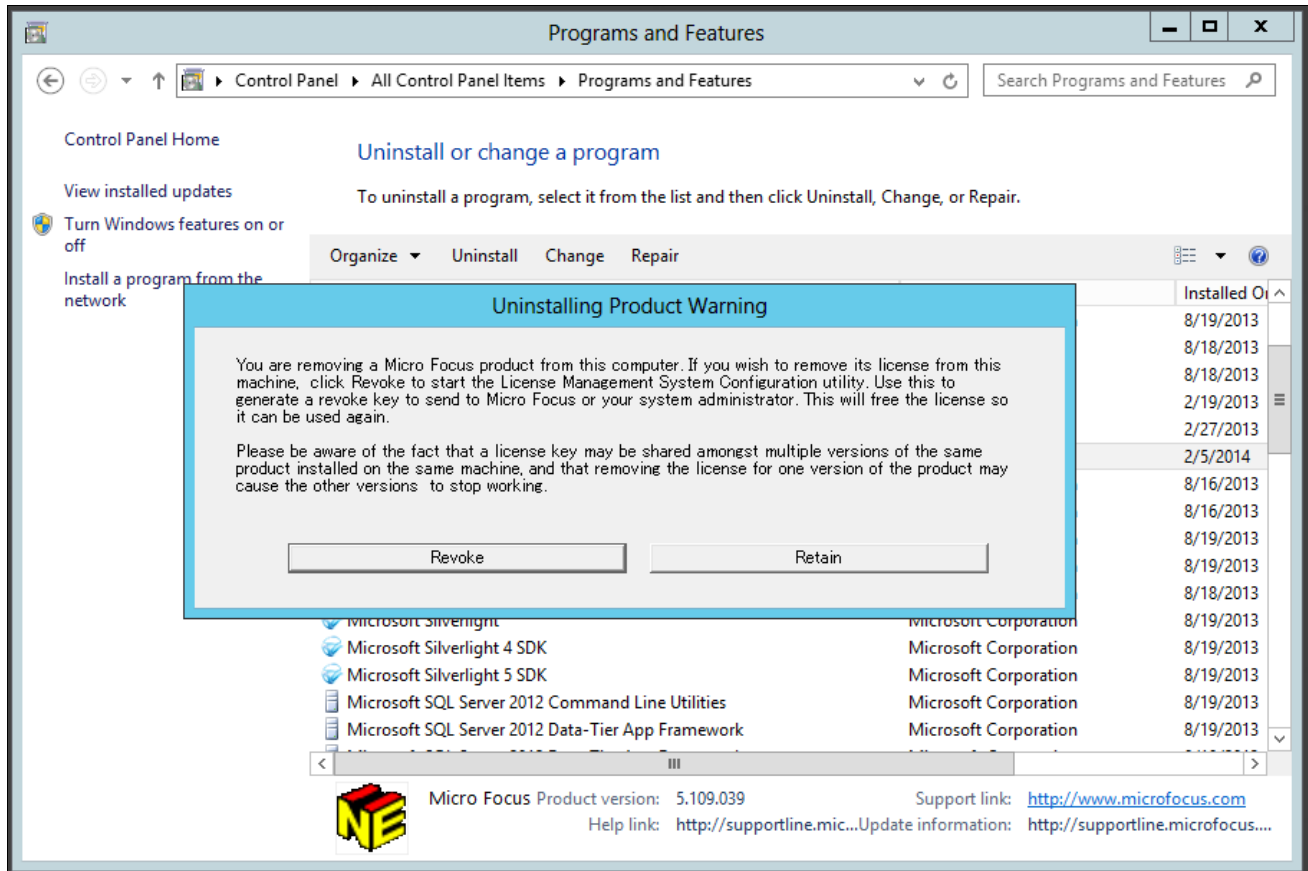 Programs and Features
Control Panel All Control Panel Items Programs and Features
Search Programs and Features
Control Panel Home
View installed updates
Turn Windows features on or
off
Install a program from the
network
Uninstall or change a program
To uninstall a program, select it from the list and then click Uninstall, Change, or Repair.
Organize Uninstall Change Repair
Installed
8/19/2013
8/18/2013
8/18/2013
2/19/2013
2/27/2013
2/5/2014
8/16/2013
8/16/2013
8/19/2013
8/19/2013
8/18/2013
Uninstalling Product Warning
You are removing a Micro Focus product from this computer. If you wish to remove its license from this
machine, click Revoke to start the License Management System Configuration utility. Use this to
generate a revoke key to send to Micro Focus or your system administrator. This will free the license so
it can be used again.
Please be aware of the fact that a license key may be shared amongst multiple versions of the same
product installed on the same machine, and that removing the license for one version of the product may
cause the other versions to stop working.
Revoke Retain
Microsoft Silverlight Microsoft Corporation 8/19/2013
Microsoft Silverlight 4 SDK Microsoft Corporation 8/19/2013
Microsoft Silverlight 5 SDK Microsoft Corporation 8/19/2013
Microsoft SQL Server 2012 Command Line Utilities Microsoft Corporation 8/19/2013
Microsoft SQL Server 2012 Data-Tier App Framework Microsoft Corporation 8/19/2013
NE
Micro Focus Product version: 5.109.039 Support link: http://www.microfocus.com
Help link: http://supportline.mic... Update information: http://supportline.microfocus....